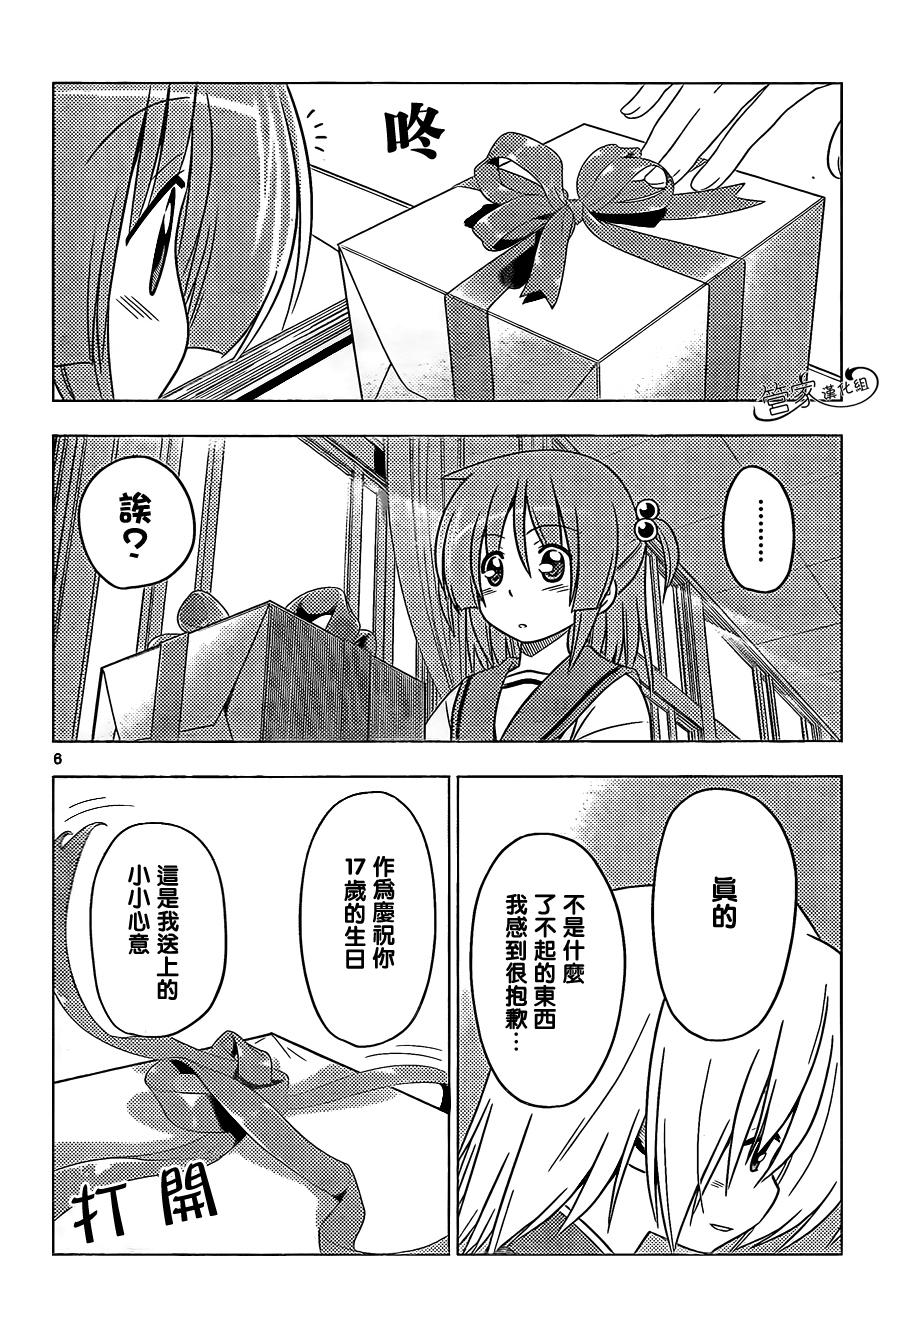 咚
管家漢化組
………
誒?
6
真的
不是什麼
了不起的東西
我感到很抱歉…
作為慶祝你
17歲的生日
這是我送上的
小小心意
打開